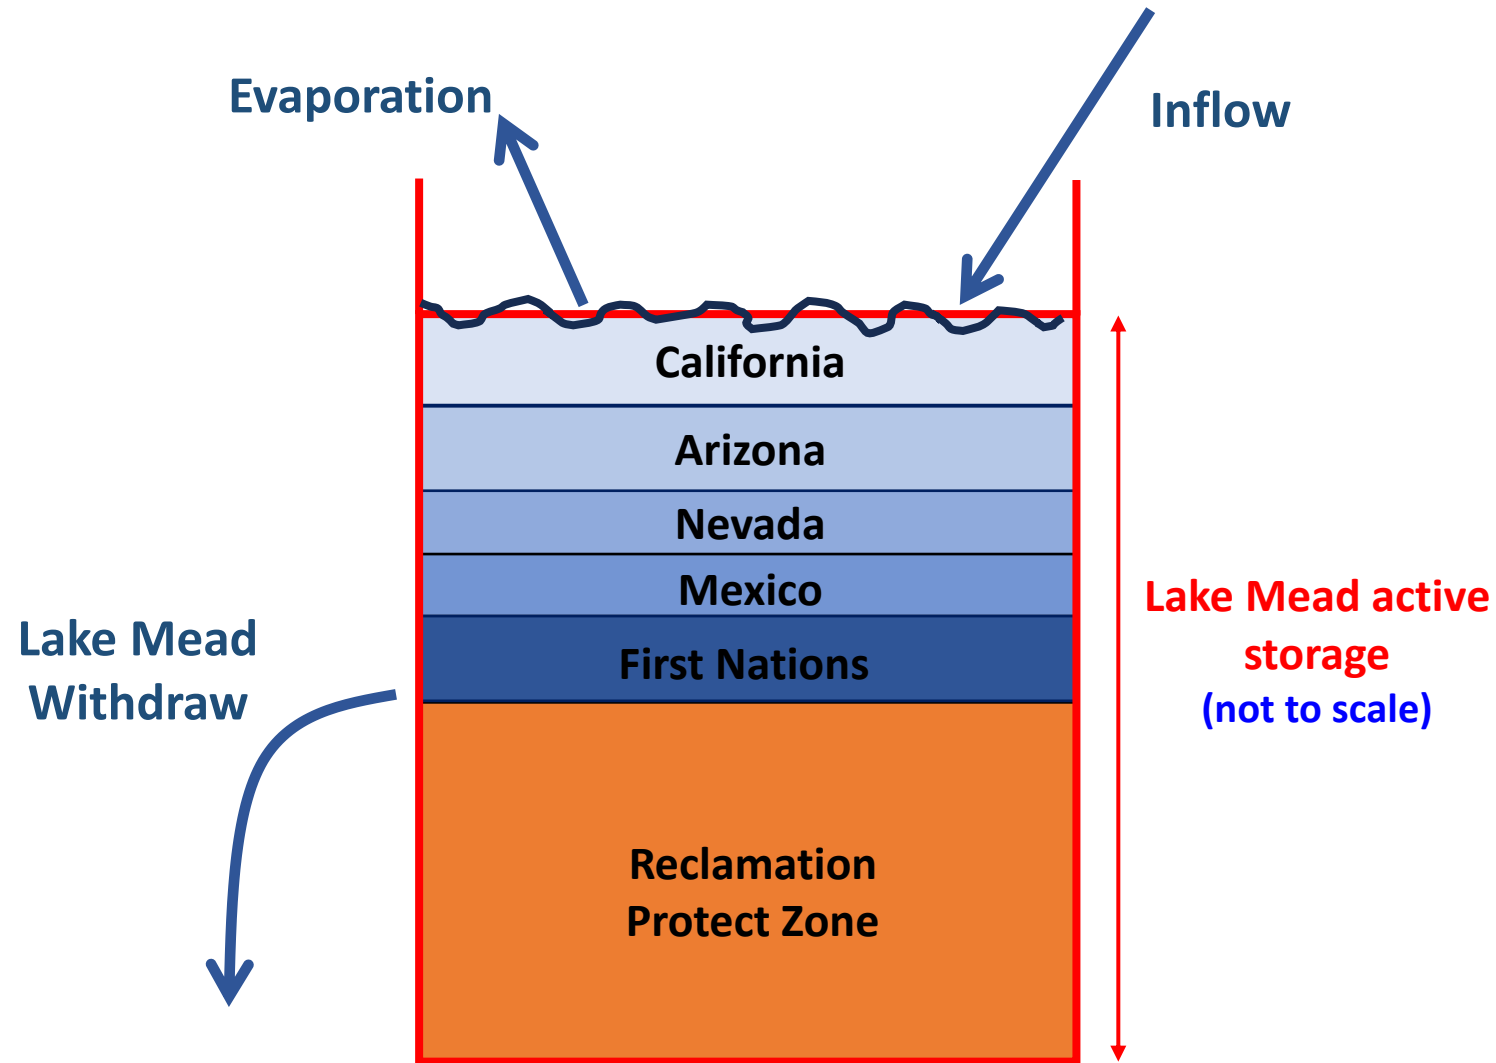 Evaporation
Inflow
California
Arizona
Nevada
Mexico
First Nations
Lake Mead
Withdraw
Lake Mead active
storage
(not to scale)
Reclamation
Protect Zone